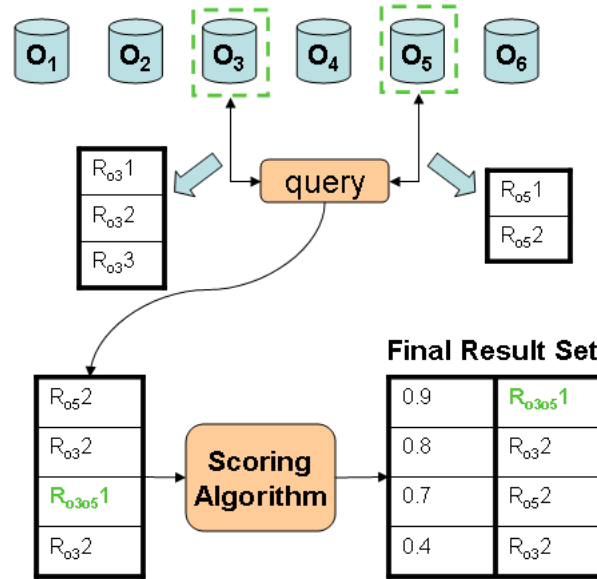 O1 O2 O3 O4 O5 O6
query
Ro31
Ro32
Ro33
Ro51
Ro52
Final Result Set
Ro52
Ro32
Ro3o51
Ro32
Scoring
Algorithm
0.9 Ro3o51
0.8 Ro32
0.7 Ro52
0.4 Ro32